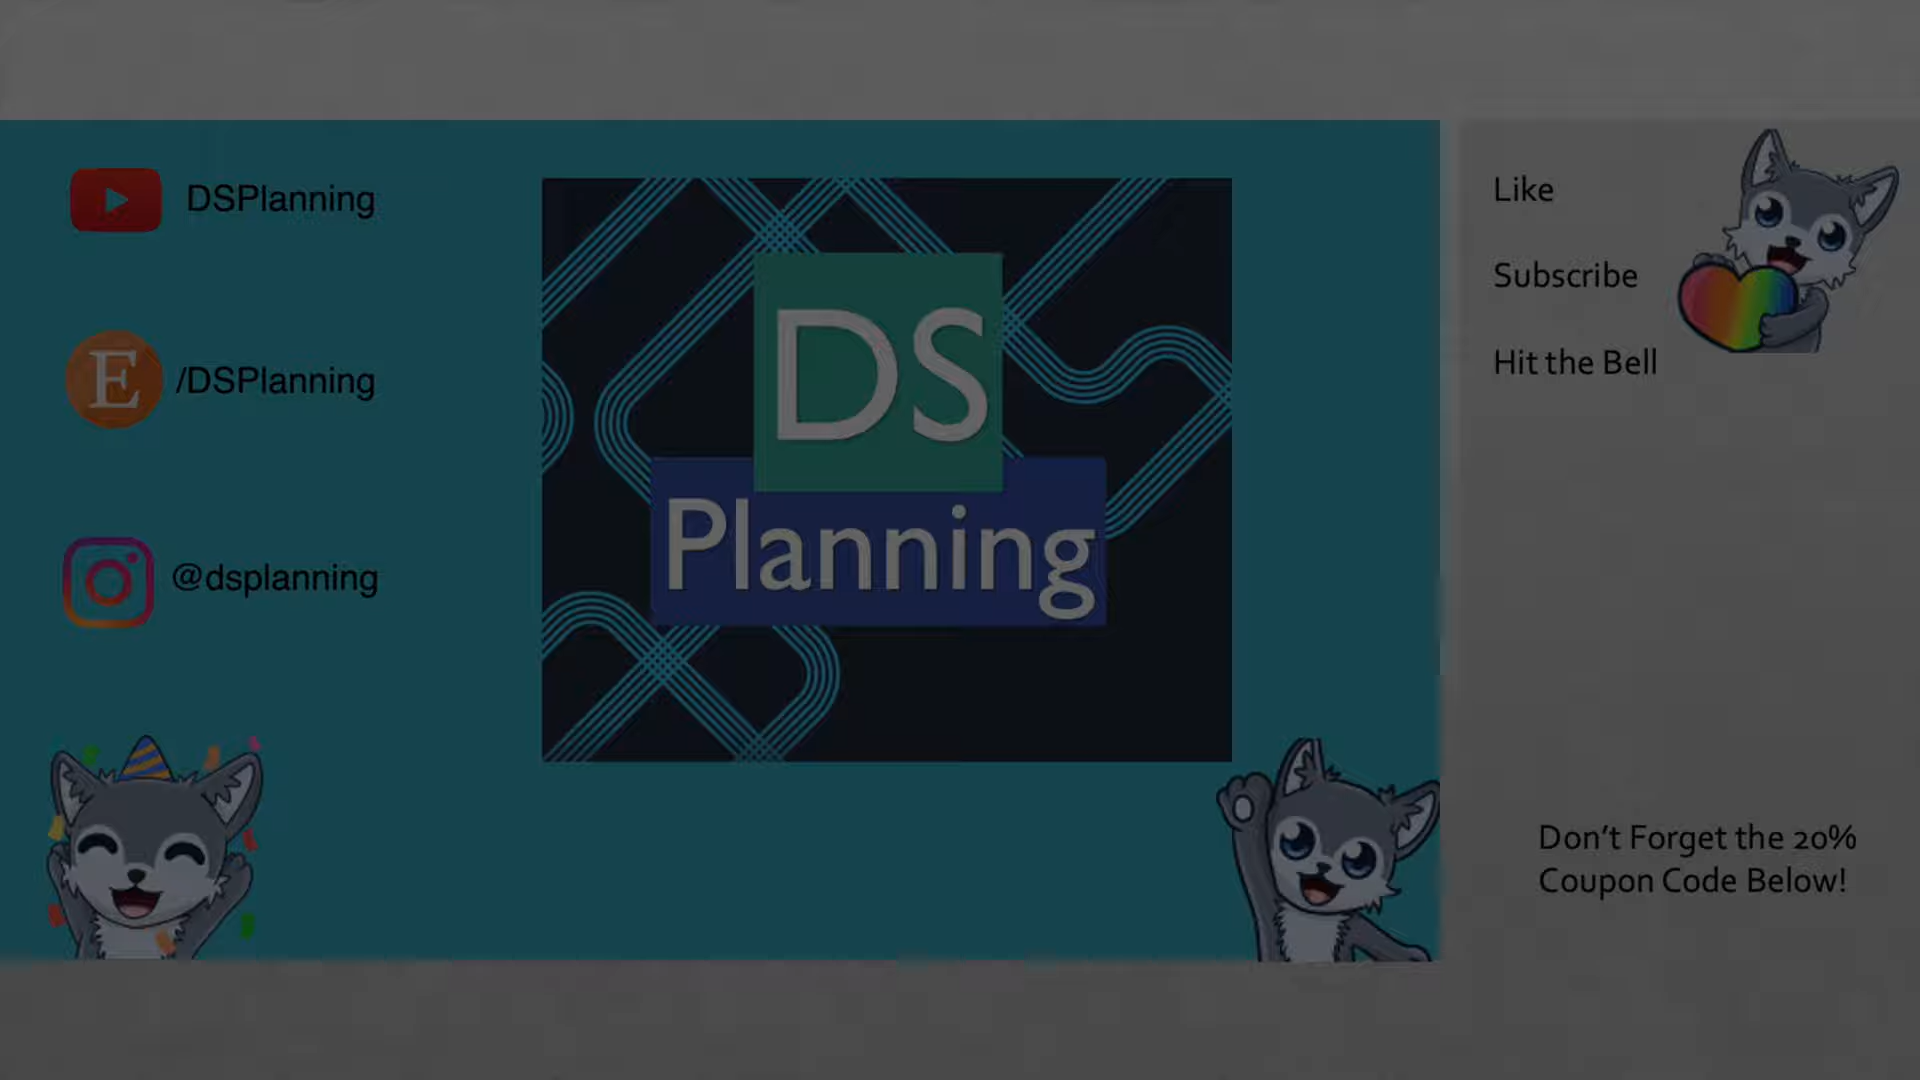 DSPlanning
E
/DSPlanning
@dsplanning
DS
Planning
Like
Subscribe
Hit the Bell
Don’t Forget the 20%
Coupon Code Below!